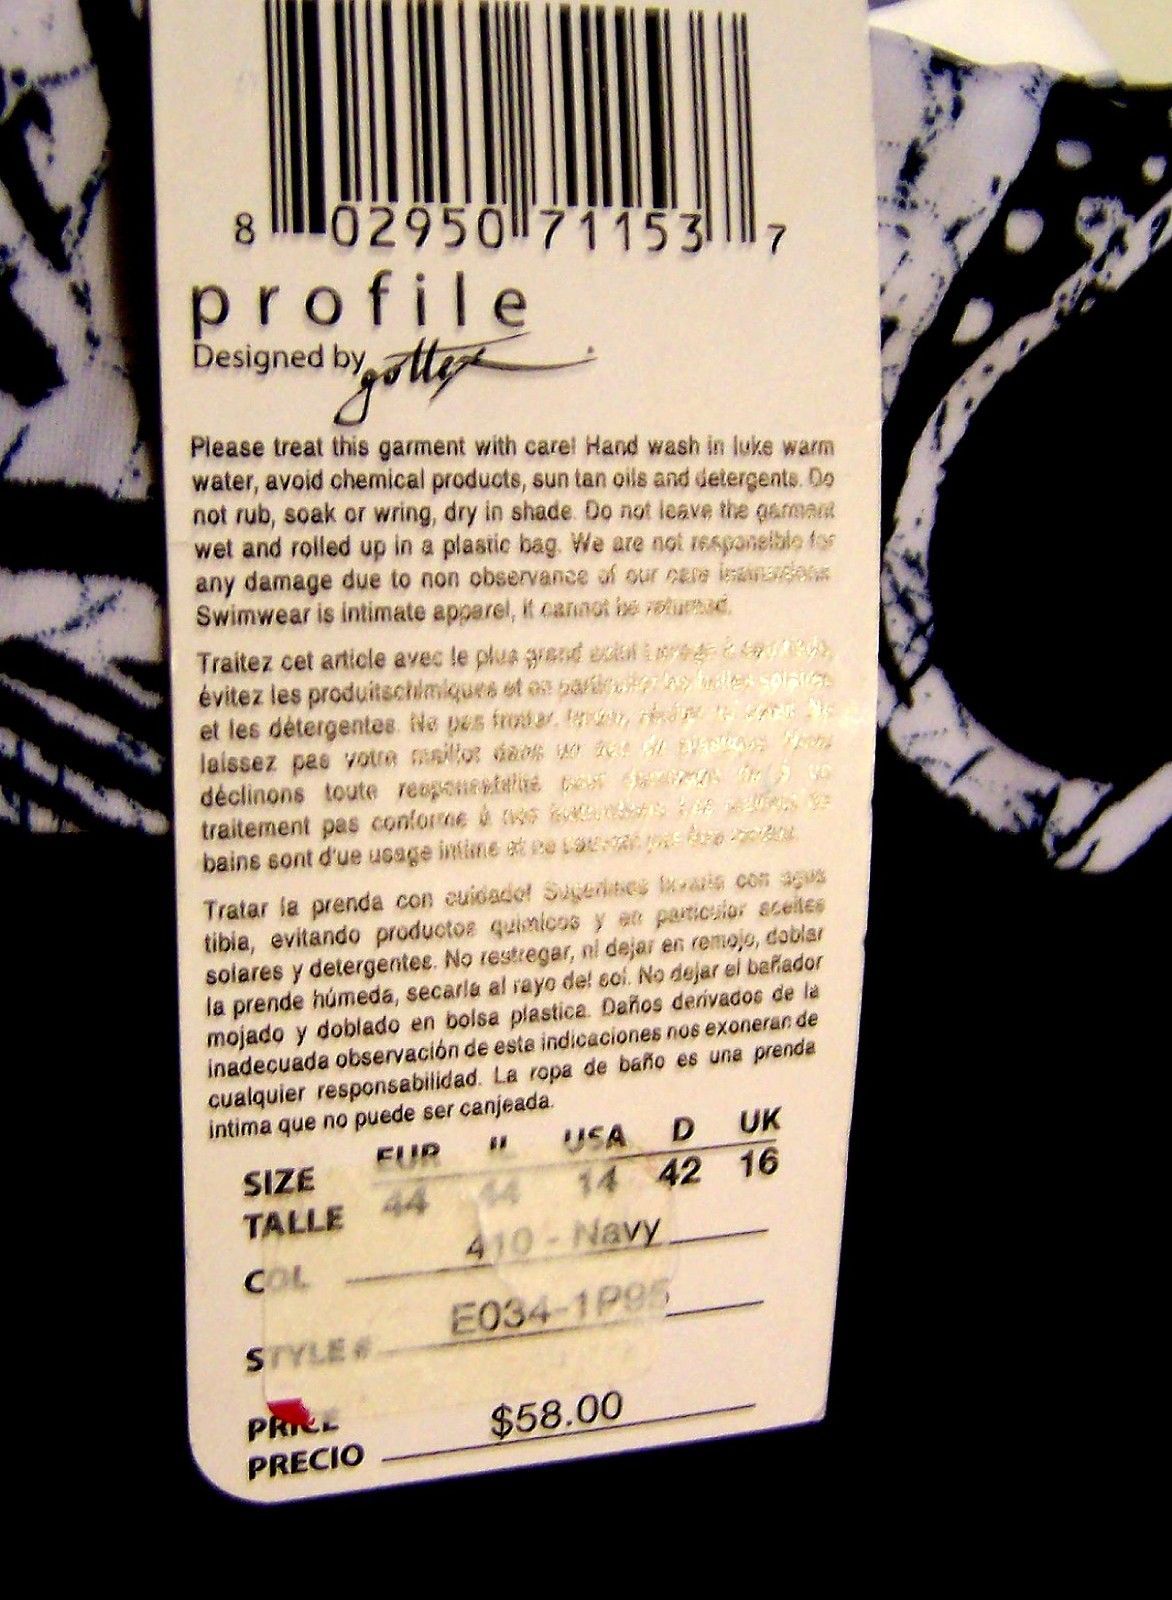 8 02950 71153 7
profile
Designed by gottex
Please treat this garment with care! Hand wash in luke warm
water, avoid chemical products, sun tan oils and detergents. Do
not rub, soak or wring, dry in shade. Do not leave the garment
wet and rolled up in a plastic bag. We are not responsible for
any damage due to non observance of our care instructions.
Swimwear is intimate apparel, it cannot be returned.
Traitez cet article avec le plus grand
évitez les produitschimiques et en particulier les
et les détergentes. Ne pas frotter,
laissez pas votre maillot dans un
déclinons toute responsabilité
traitement pas conforme à nos
bains sont d'ue usage intime et ne
Tratar la prenda con cuidado! Sugerimos lavarla con agua
tibia, evitando productos quimicos y en particular aceites
solares y detergentes. No restregar, ni dejar en remojo, doblar
la prende húmeda, secarla al rayo del sol. No dejar el bañador
mojado y doblado en bolsa plastica. Daños derivados de la
inadecuada observación de esta indicaciones nos exoneran de
cualquier responsabilidad. La ropa de baño es una prenda
intima que no puede ser canjeada.
EUR IL USA D UK
SIZE
TALLE 44 44 14 42 16
COL 410 - Navy
STYLE # E034-1P95
PRICE
PRECIO $58.00